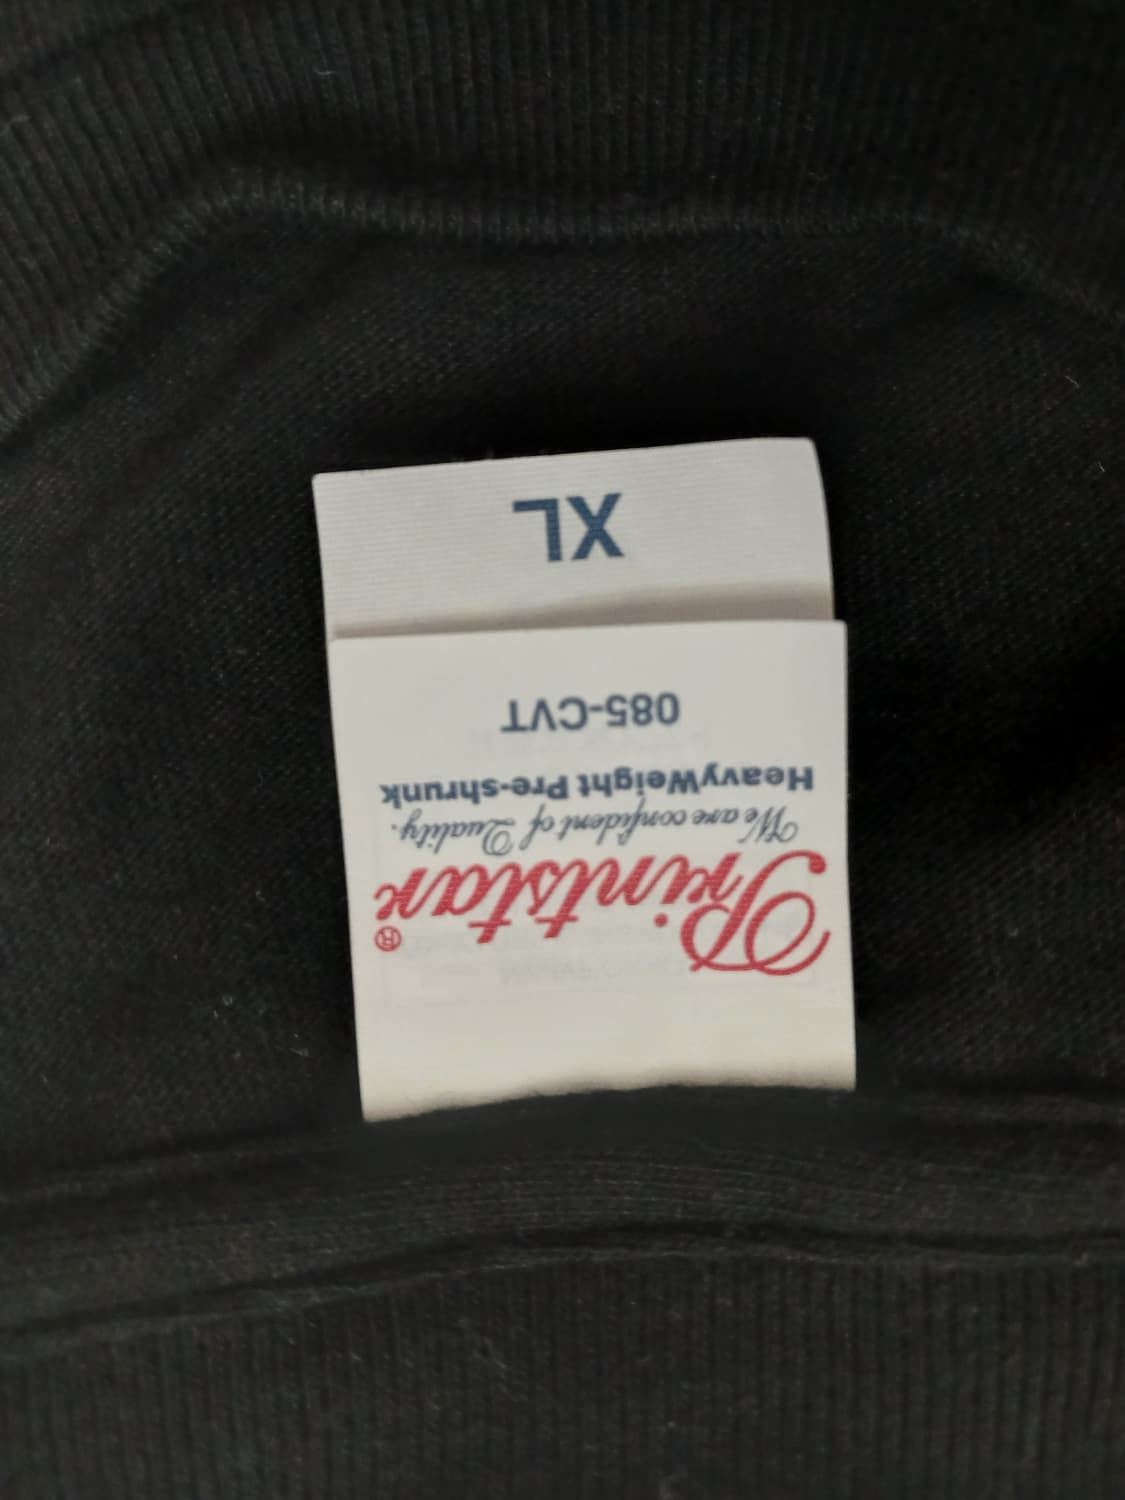 Printstar®
We are confident of Quality.
HeavyWeight Pre-shrunk
085-CVT
XL